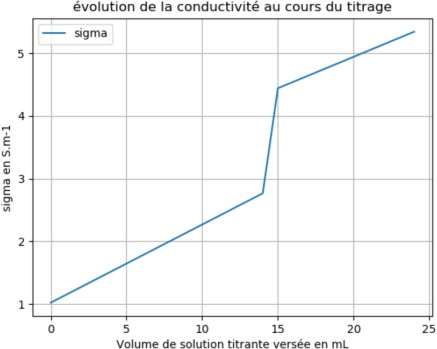 évolution de la conductivité au cours du titrage
sigma
sigma en S.m-1
5
4
3
2
1
0 5 10 15 20 25
Volume de solution titrante versée en mL